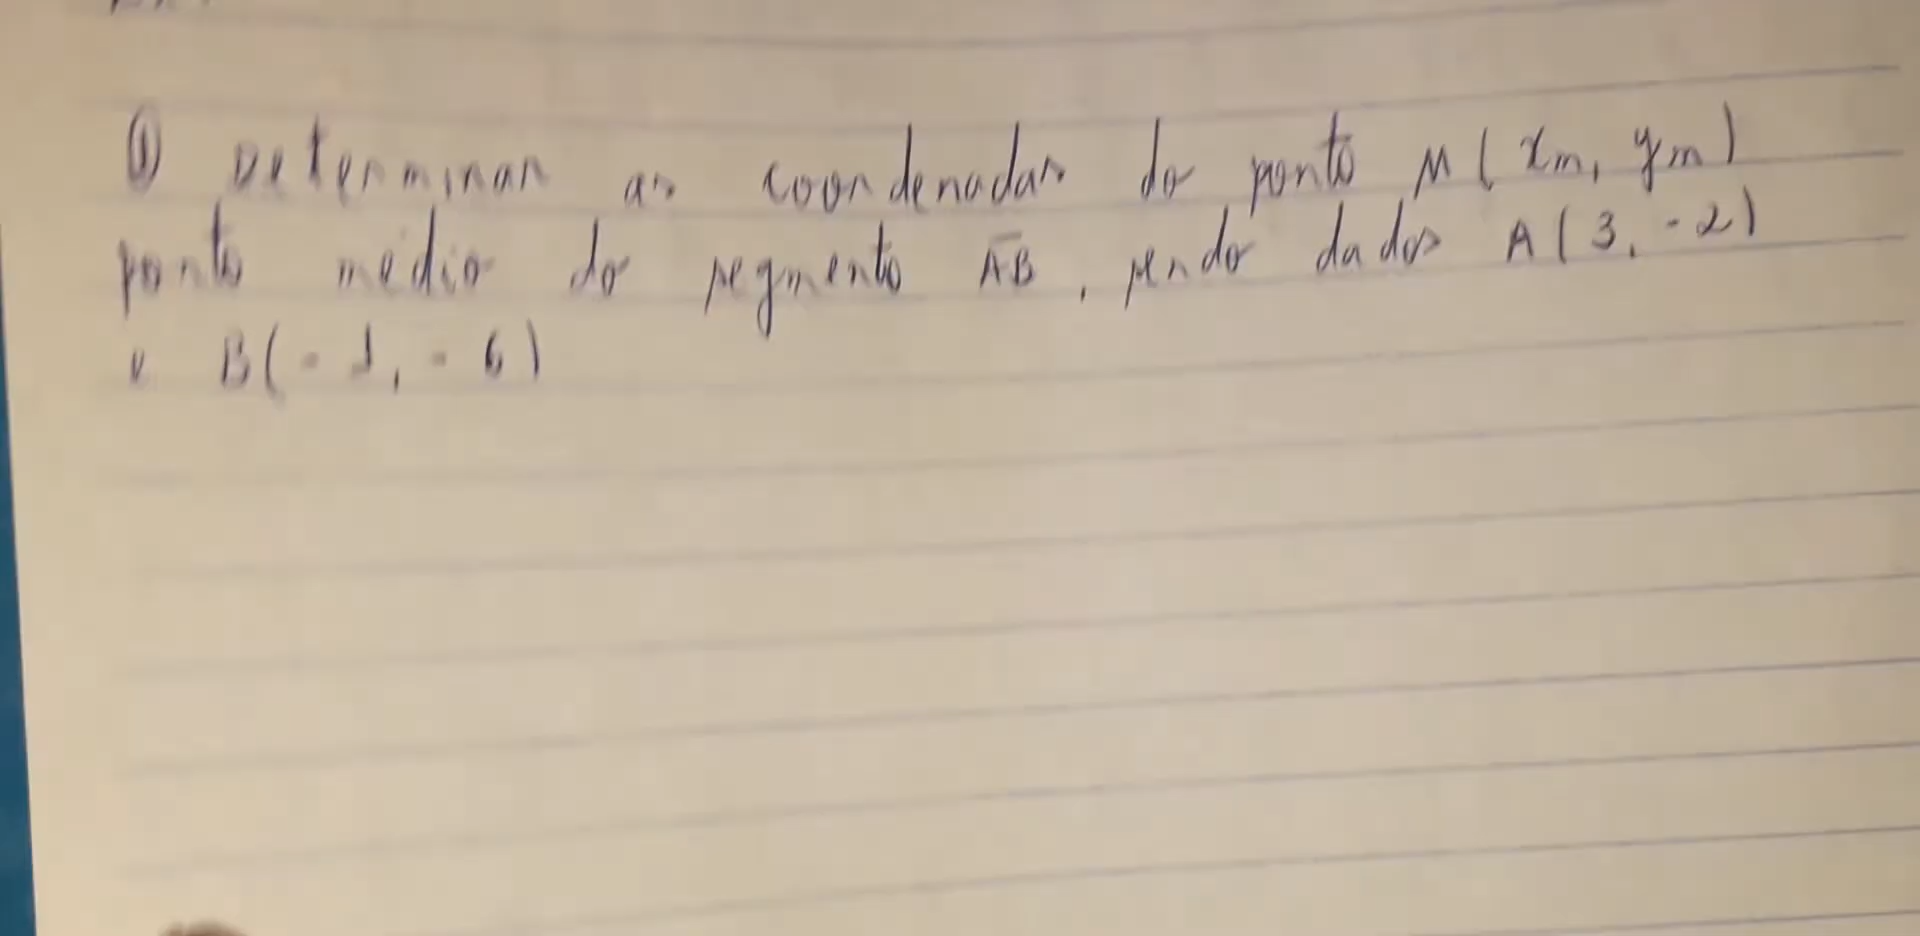 ① Determinar as coordenadas do ponto M(xm, ym)
ponto médio do segmento AB, sendo dados A(3, -2)
e B(-1, -6)